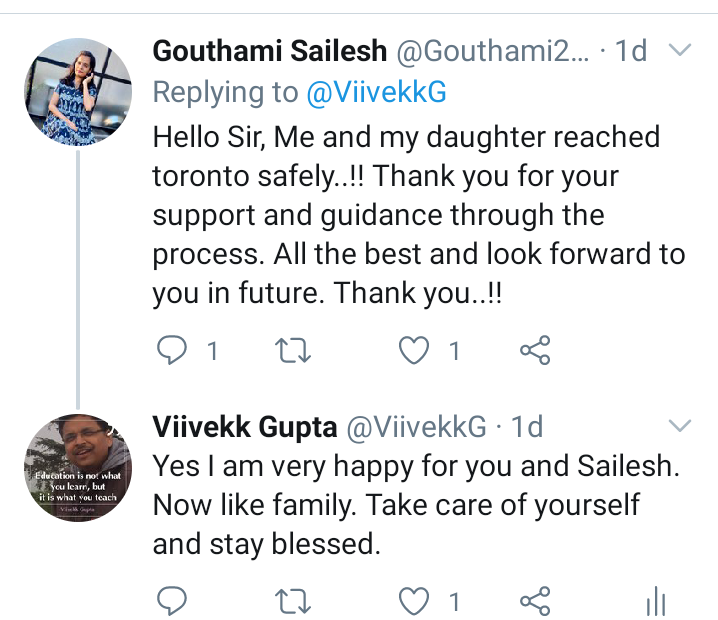 Gouthami Sailesh @Gouthami2... · 1d
Replying to @ViivekkG
Hello Sir, Me and my daughter reached
toronto safely..!! Thank you for your
support and guidance through the
process. All the best and look forward to
you in future. Thank you..!!
1 1
Viivekk Gupta @ViivekkG · 1d
Education is not what
you learn, but
it is what you teach
Viivekk Gupta
Yes I am very happy for you and Sailesh.
Now like family. Take care of yourself
and stay blessed.
1